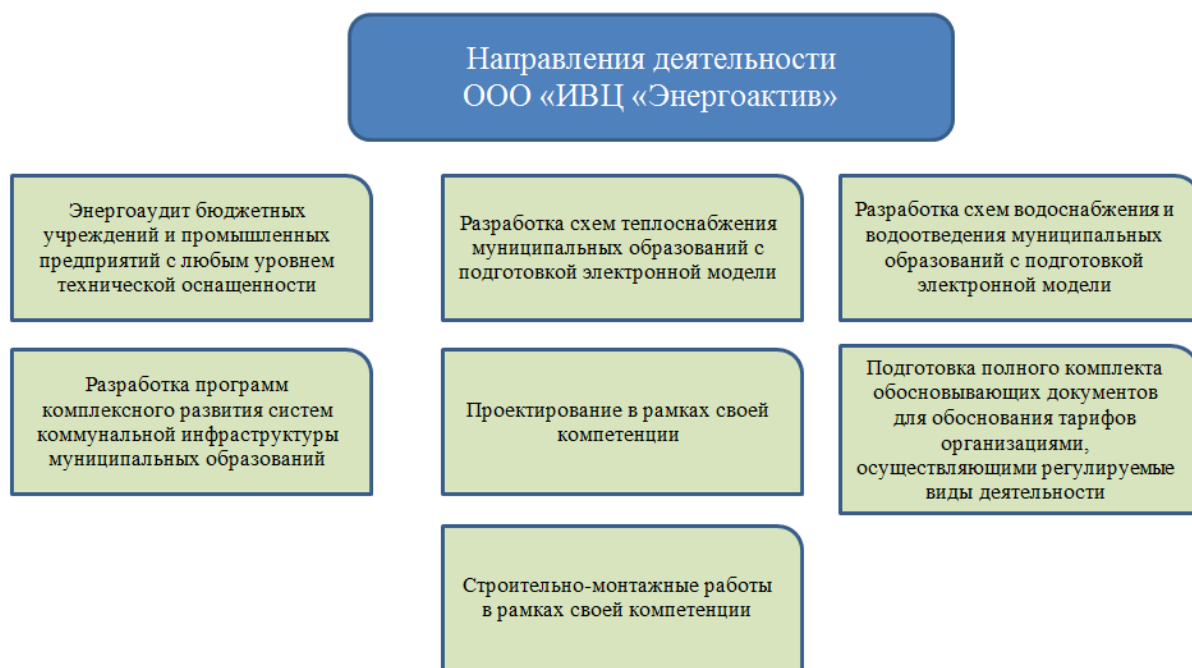 Направления деятельности
ООО «ИВЦ «Энергоактив»
Энергоаудит бюджетных
учреждений и промышленных
предприятий с любым уровнем
технической оснащенности
Разработка схем теплоснабжения
муниципальных образований с
подготовкой электронной модели
Разработка схем водоснабжения и
водоотведения муниципальных
образований с подготовкой
электронной модели
Разработка программ
комплексного развития систем
коммунальной инфраструктуры
муниципальных образований
Проектирование в рамках своей
компетенции
Подготовка полного комплекта
обосновывающих документов
для обоснования тарифов
организациями,
осуществляющими регулируемые
виды деятельности
Строительно-монтажные работы
в рамках своей компетенции